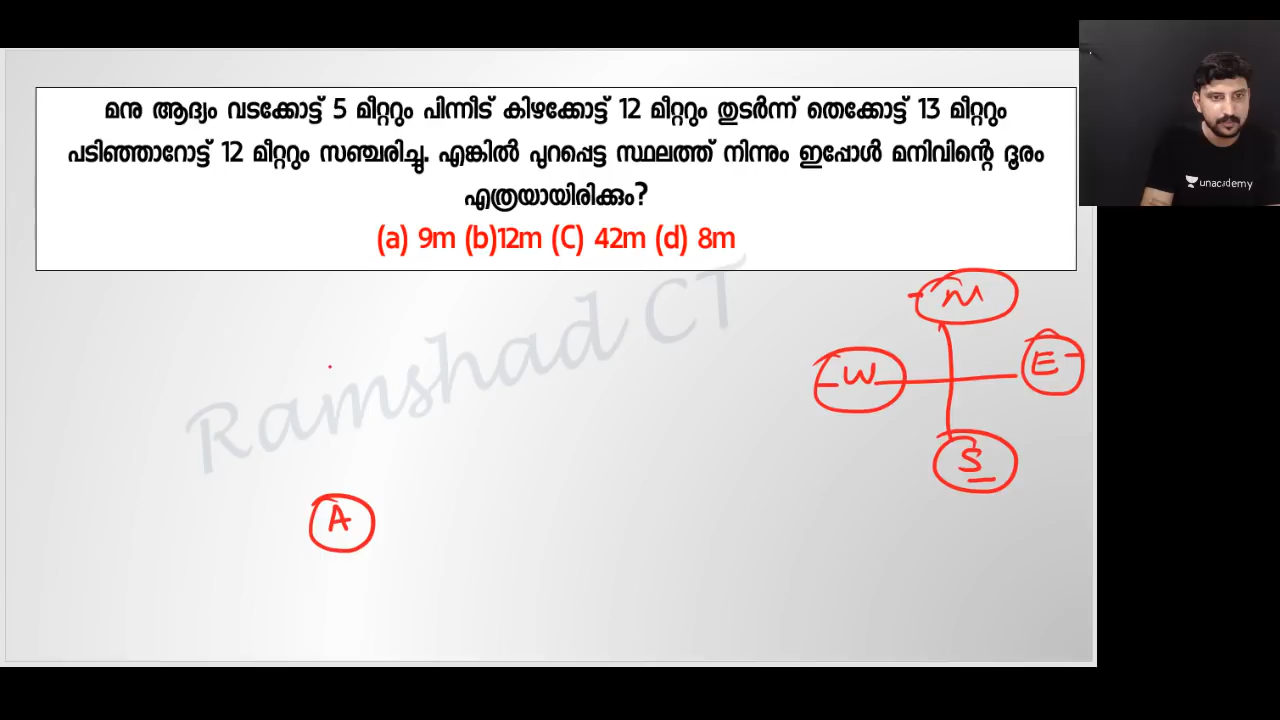 മനു ആദ്യം വടക്കോട്ട് 5 മീറ്ററും പിന്നീട് കിഴക്കോട്ട് 12 മീറ്ററും തുടർന്ന് തെക്കോട്ട് 13 മീറ്ററും
പടിഞ്ഞാറോട്ട് 12 മീറ്ററും സഞ്ചരിച്ചു. എങ്കിൽ പുറപ്പെട്ട സ്ഥലത്ത് നിന്നും ഇപ്പോൾ മനിവിന്റെ ദൂരം
എത്രയായിരിക്കും?
(a) 9m (b)12m (C) 42m (d) 8m
unacademy
Ramshad CT
N
W
E
S
A